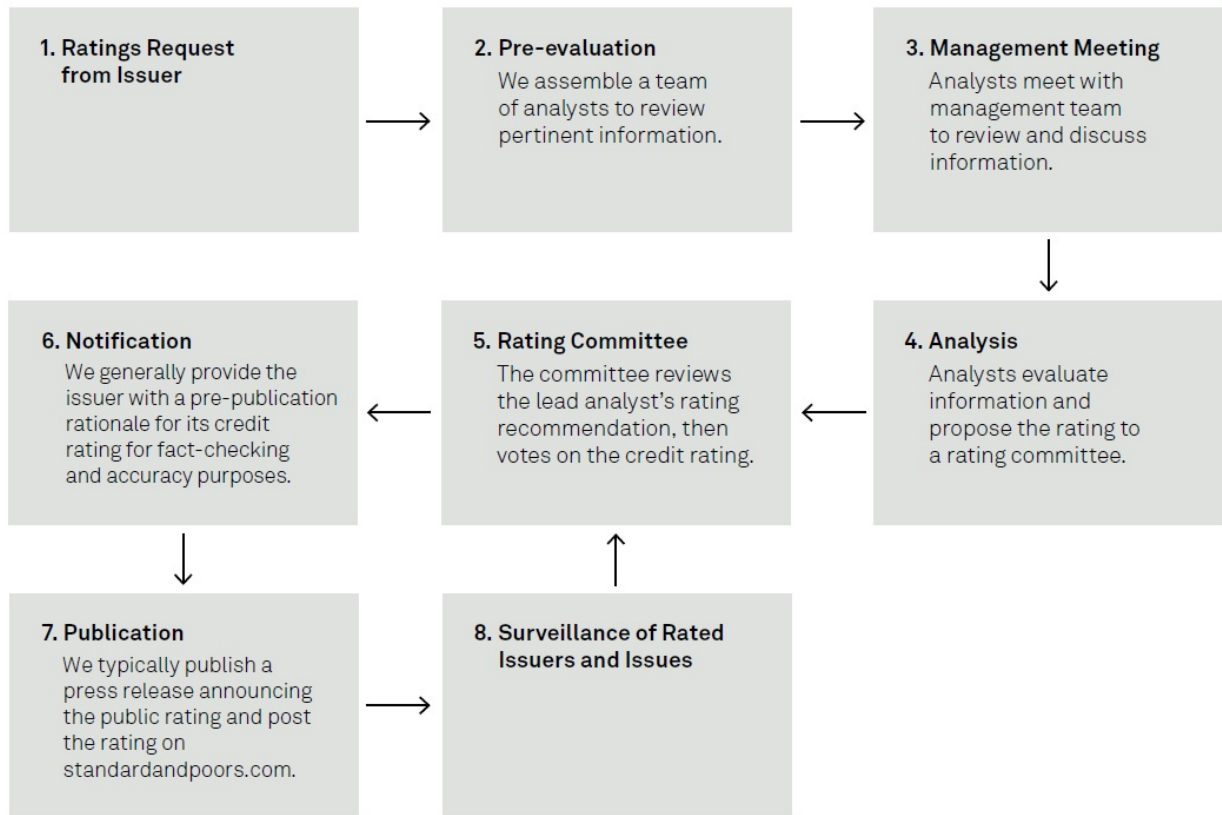 1. Ratings Request
from Issuer
2. Pre-evaluation
We assemble a team
of analysts to review
pertinent information.
3. Management Meeting
Analysts meet with
management team
to review and discuss
information.
4. Analysis
Analysts evaluate
information and
propose the rating to
a rating committee.
5. Rating Committee
The committee reviews
the lead analyst’s rating
recommendation, then
votes on the credit rating.
6. Notification
We generally provide the
issuer with a pre-publication
rationale for its credit
rating for fact-checking
and accuracy purposes.
7. Publication
We typically publish a
press release announcing
the public rating and post
the rating on
standardandpoors.com.
8. Surveillance of Rated
Issuers and Issues